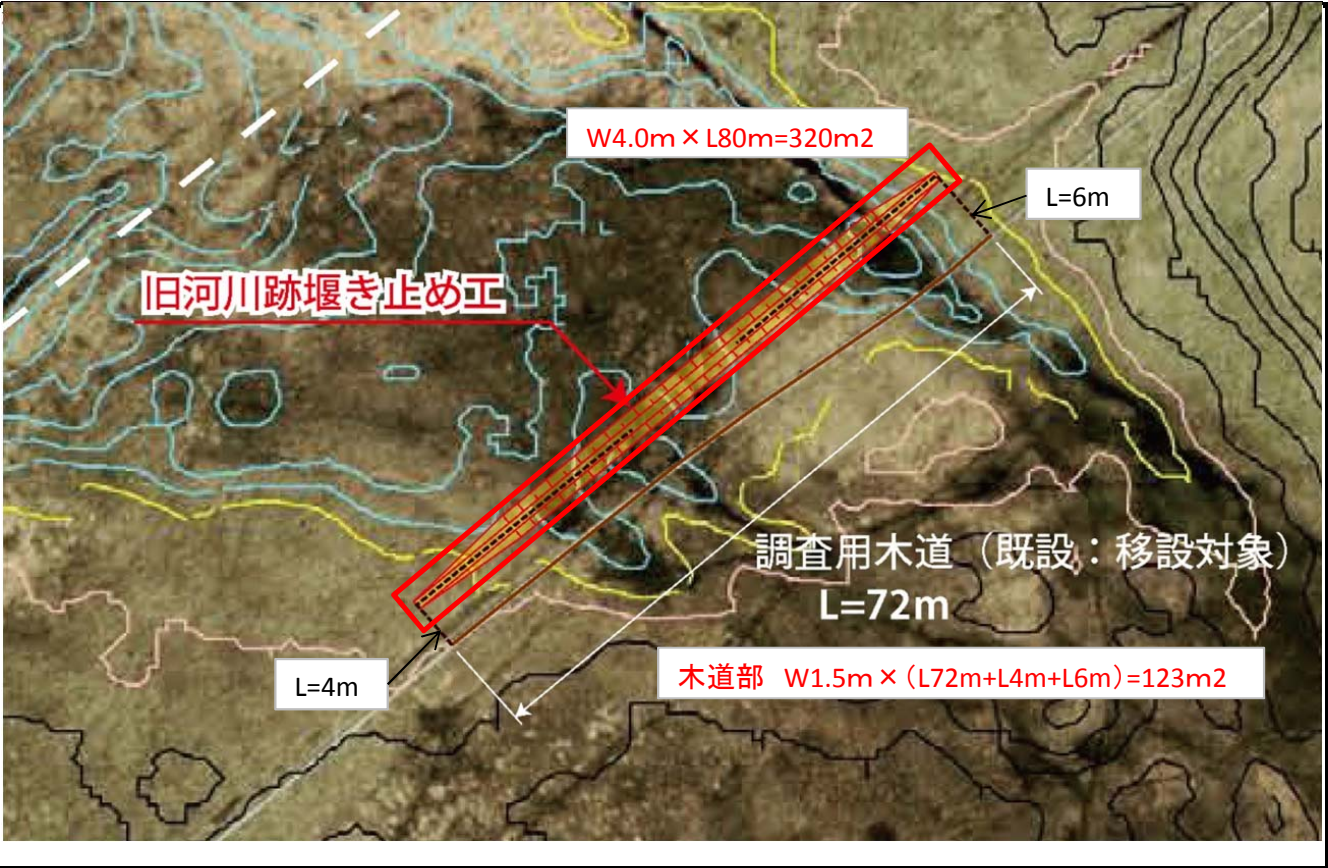 W4.0m×L80m=320m2
L=6m
旧河川跡堰き止め工
調査用木道（既設：移設対象）
L=72m
木道部　W1.5m×（L72m+L4m+L6m）=123m2
L=4m